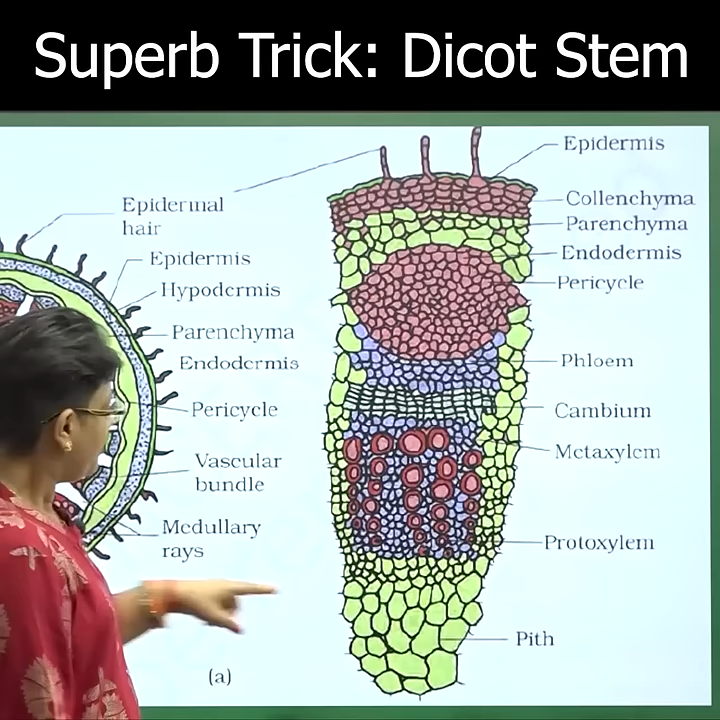 Superb Trick: Dicot Stem
Epidermal
hair
Epidermis
Hypodermis
Parenchyma
Endodermis
Pericycle
Vascular
bundle
Medullary
rays
(a)
Epidermis
Collenchyma
Parenchyma
Endodermis
Pericycle
Phloem
Cambium
Metaxylem
Protoxylem
Pith